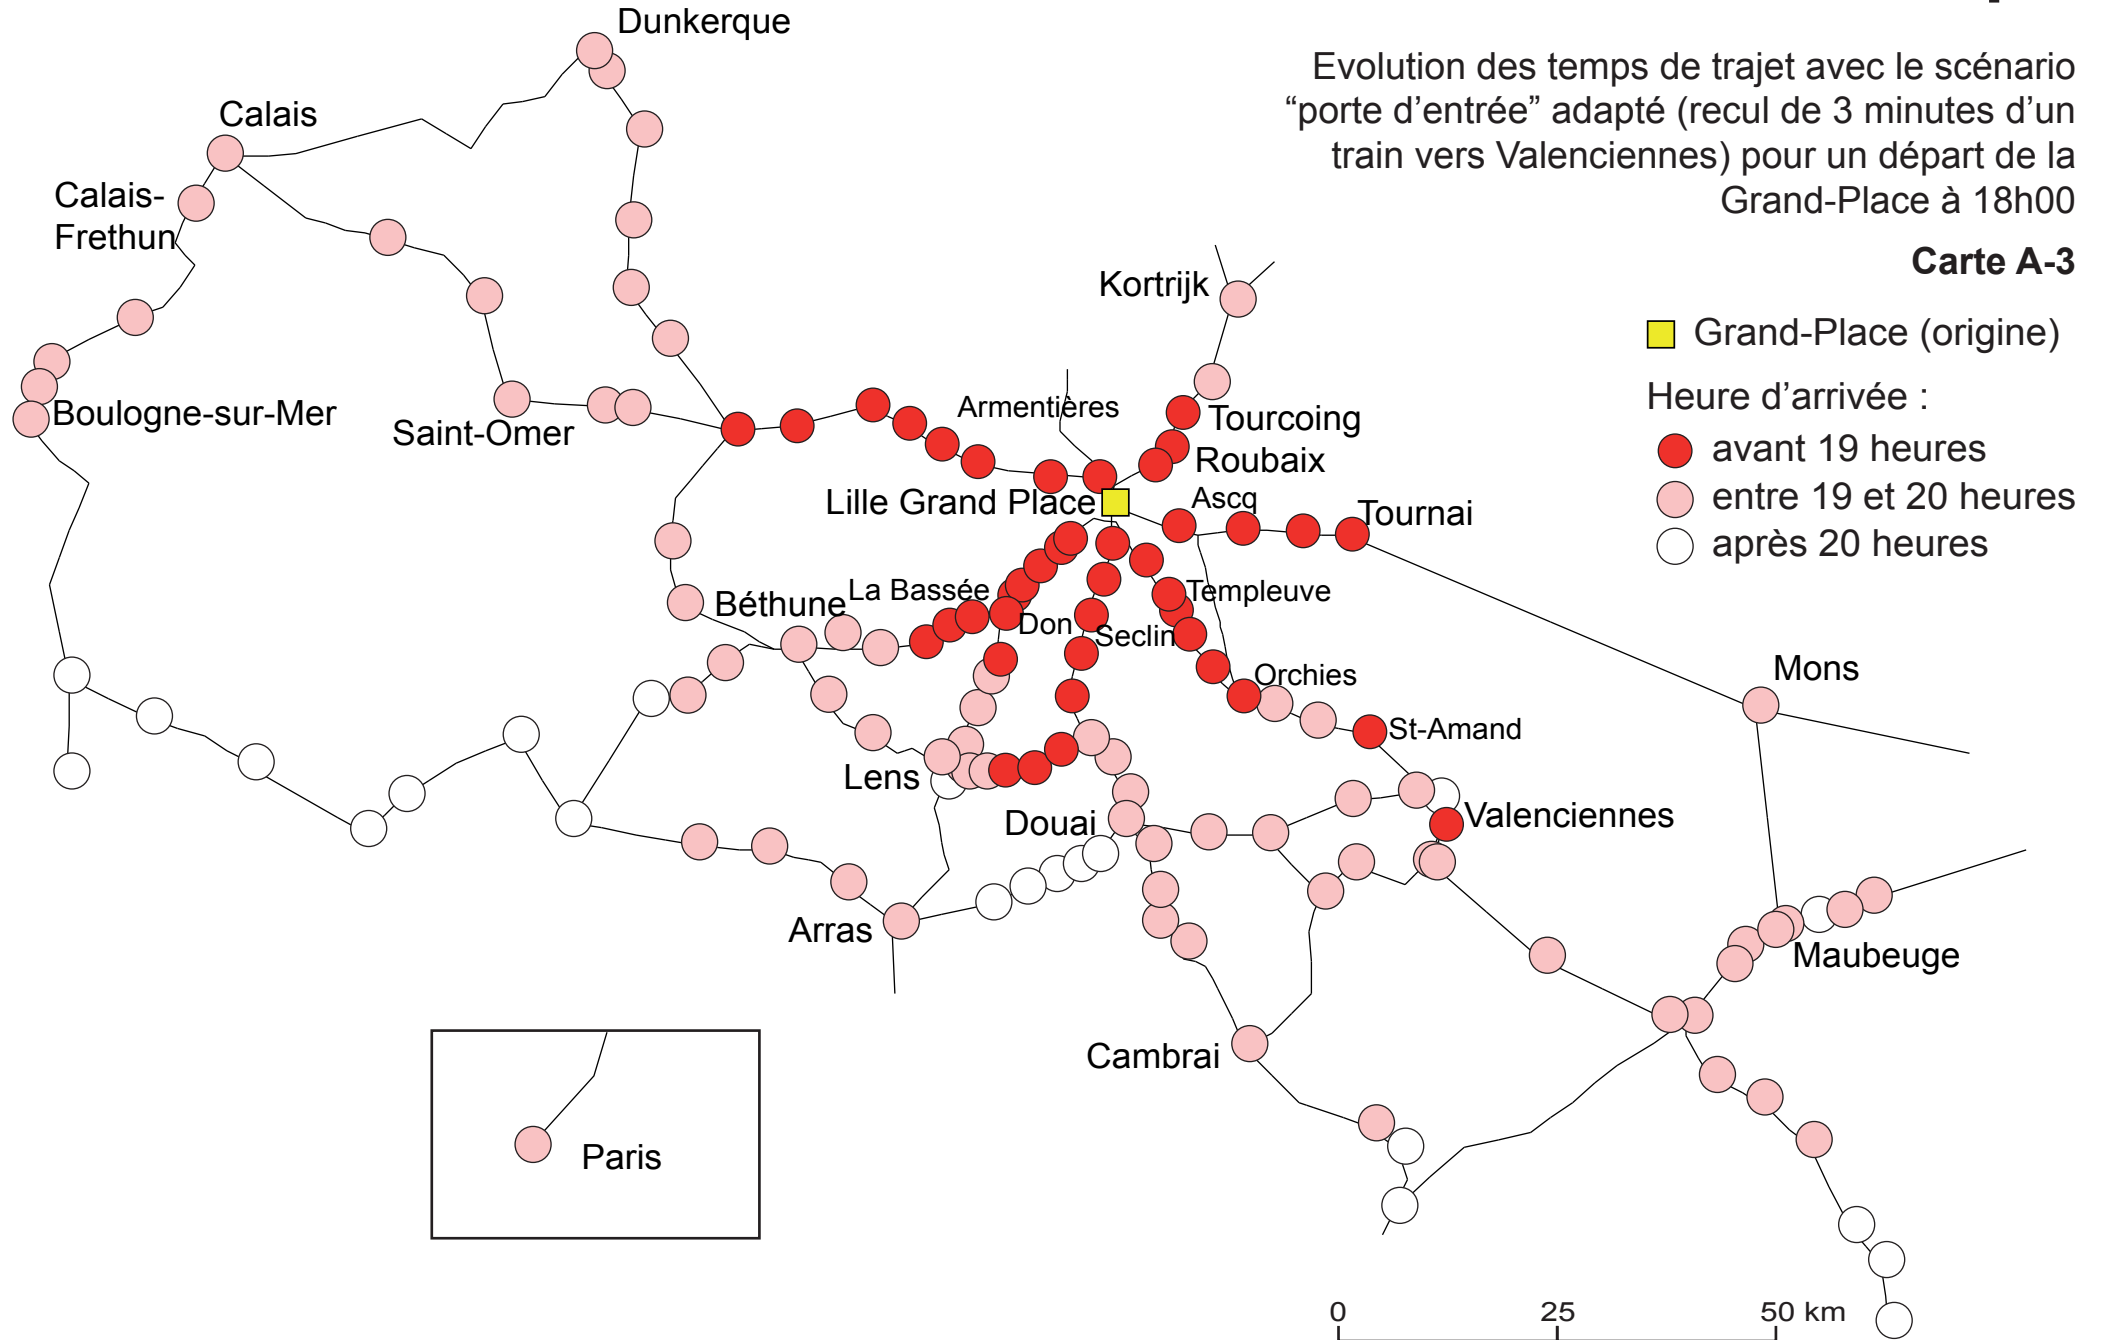 Dunkerque
Evolution des temps de trajet avec le scénario
“porte d’entrée” adapté (recul de 3 minutes d’un
train vers Valenciennes) pour un départ de la
Grand-Place à 18h00
Carte A-3
Calais
Calais-
Frethun
Kortrijk
Grand-Place (origine)
Heure d’arrivée :
avant 19 heures
entre 19 et 20 heures
après 20 heures
Boulogne-sur-Mer
Saint-Omer
Armentières
Tourcoing
Roubaix
Lille Grand Place
Ascq
Tournai
Béthune
La Bassée
Templeuve
Don
Seclin
Orchies
Mons
St-Amand
Lens
Douai
Valenciennes
Arras
Maubeuge
Cambrai
Paris
0 25 50 km